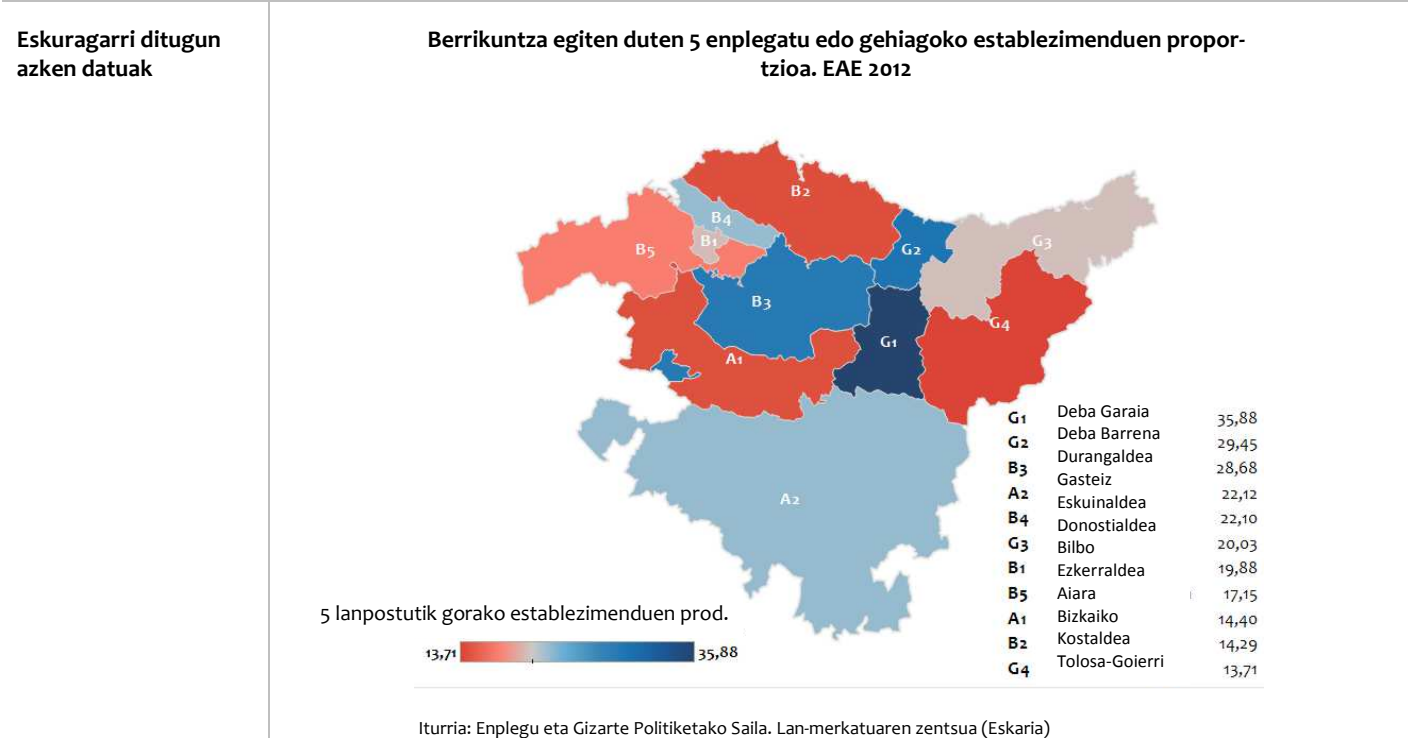 Eskuragarri ditugun
azken datuak
Berrikuntza egiten duten 5 enplegatu edo gehiagoko establezimenduen propor-
tzioa. EAE 2012
B2
B4
B1
B5
G2
G3
B3
G4
G1
A1
A2
G1 Deba Garaia 35,88
G2 Deba Barrena 29,45
B3 Durangaldea 28,68
A2 Gasteiz 22,12
B4 Eskuinaldea 22,10
G3 Donostialdea 20,03
B1 Bilbo 19,88
B5 Ezkerraldea 17,15
A1 Aiara 14,40
B2 Bizkaiko 14,29
Kostaldea
G4 Tolosa-Goierri 13,71
5 lanpostutik gorako establezimenduen prod.
13,71 35,88
Iturria: Enplegu eta Gizarte Politiketako Saila. Lan-merkatuaren zentsua (Eskaria)